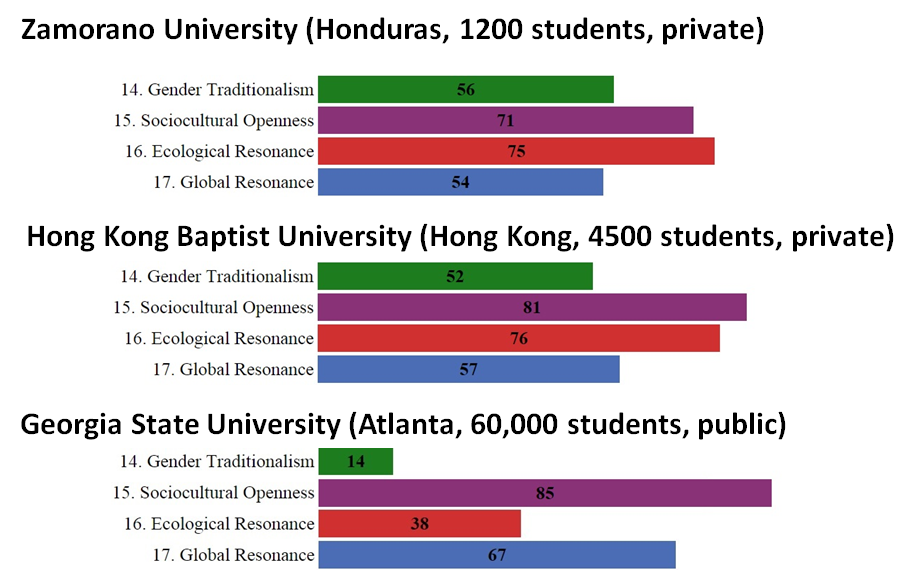 Zamorano University (Honduras, 1200 students, private)
14. Gender Traditionalism 56
15. Sociocultural Openness 71
16. Ecological Resonance 75
17. Global Resonance 54
Hong Kong Baptist University (Hong Kong, 4500 students, private)
14. Gender Traditionalism 52
15. Sociocultural Openness 81
16. Ecological Resonance 76
17. Global Resonance 57
Georgia State University (Atlanta, 60,000 students, public)
14. Gender Traditionalism 14
15. Sociocultural Openness 85
16. Ecological Resonance 38
17. Global Resonance 67